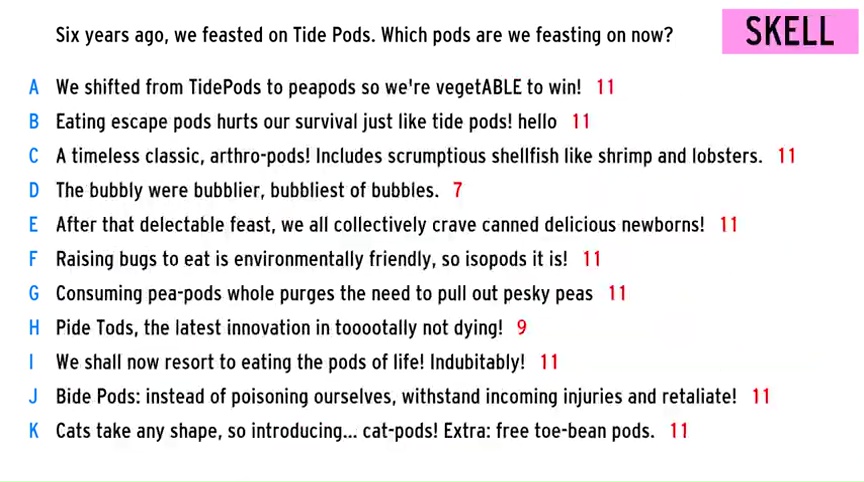 Six years ago, we feasted on Tide Pods. Which pods are we feasting on now?
SKELL
A We shifted from TidePods to peapods so we're vegetABLE to win! 11
B Eating escape pods hurts our survival just like tide pods! hello 11
C A timeless classic, arthro-pods! Includes scrumptious shellfish like shrimp and lobsters. 11
D The bubbly were bubblier, bubbliest of bubbles. 7
E After that delectable feast, we all collectively crave canned delicious newborns! 11
F Raising bugs to eat is environmentally friendly, so isopods it is! 11
G Consuming pea-pods whole purges the need to pull out pesky peas 11
H Pide Tods, the latest innovation in tooootally not dying! 9
I We shall now resort to eating the pods of life! Indubitably! 11
J Bide Pods: instead of poisoning ourselves, withstand incoming injuries and retaliate! 11
K Cats take any shape, so introducing... cat-pods! Extra: free toe-bean pods. 11